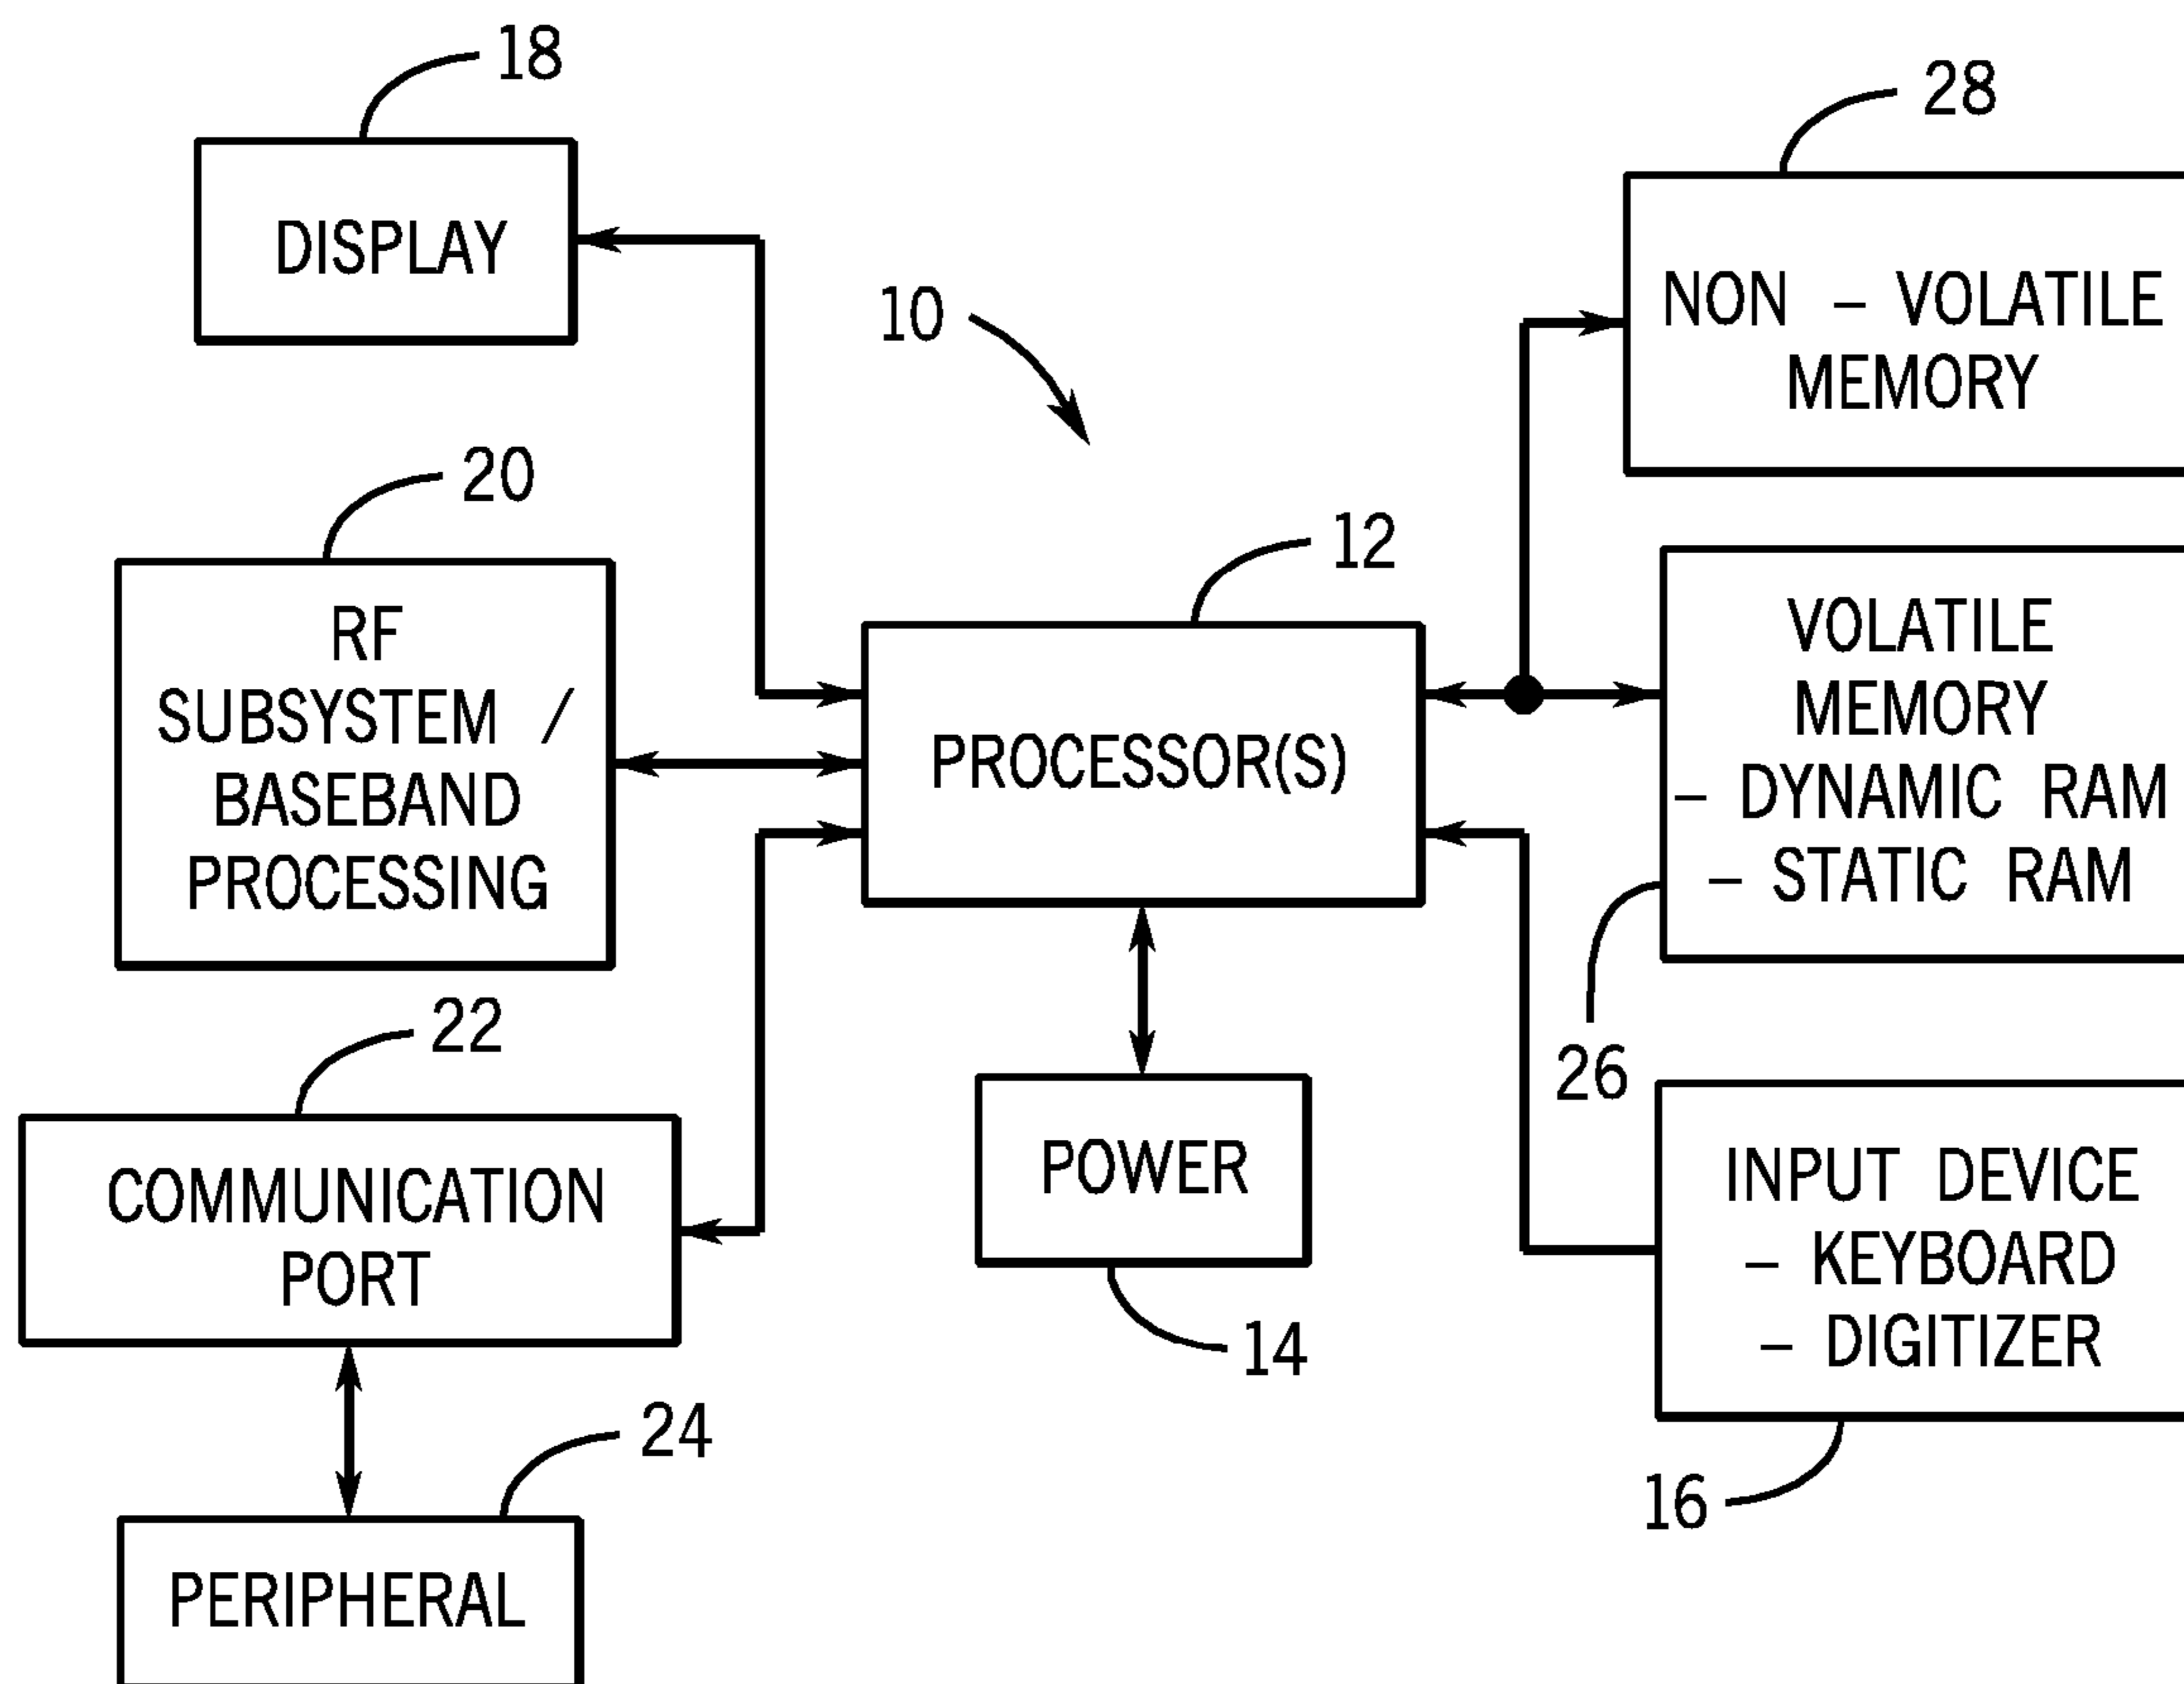 18
DISPLAY
10
28
NON – VOLATILE
MEMORY
20
RF
SUBSYSTEM /
BASEBAND
PROCESSING
12
PROCESSOR(S)
VOLATILE
MEMORY
– DYNAMIC RAM
– STATIC RAM
26
22
COMMUNICATION
PORT
POWER
14
INPUT DEVICE
– KEYBOARD
– DIGITIZER
16
24
PERIPHERAL